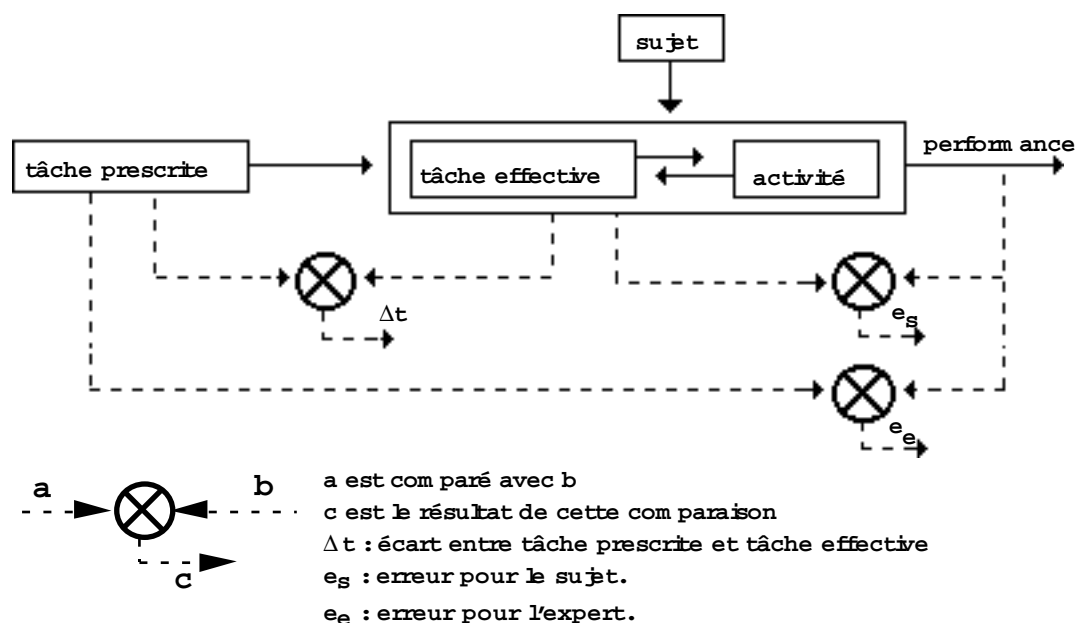 sujet
performance
tâche prescrite
tâche effective
activité
Δt
es
ee
a
b
c
a est comparé avec b
c est le résultat de cette comparaison
Δt : écart entre tâche prescrite et tâche effective
es : erreur pour le sujet.
ee : erreur pour l'expert.